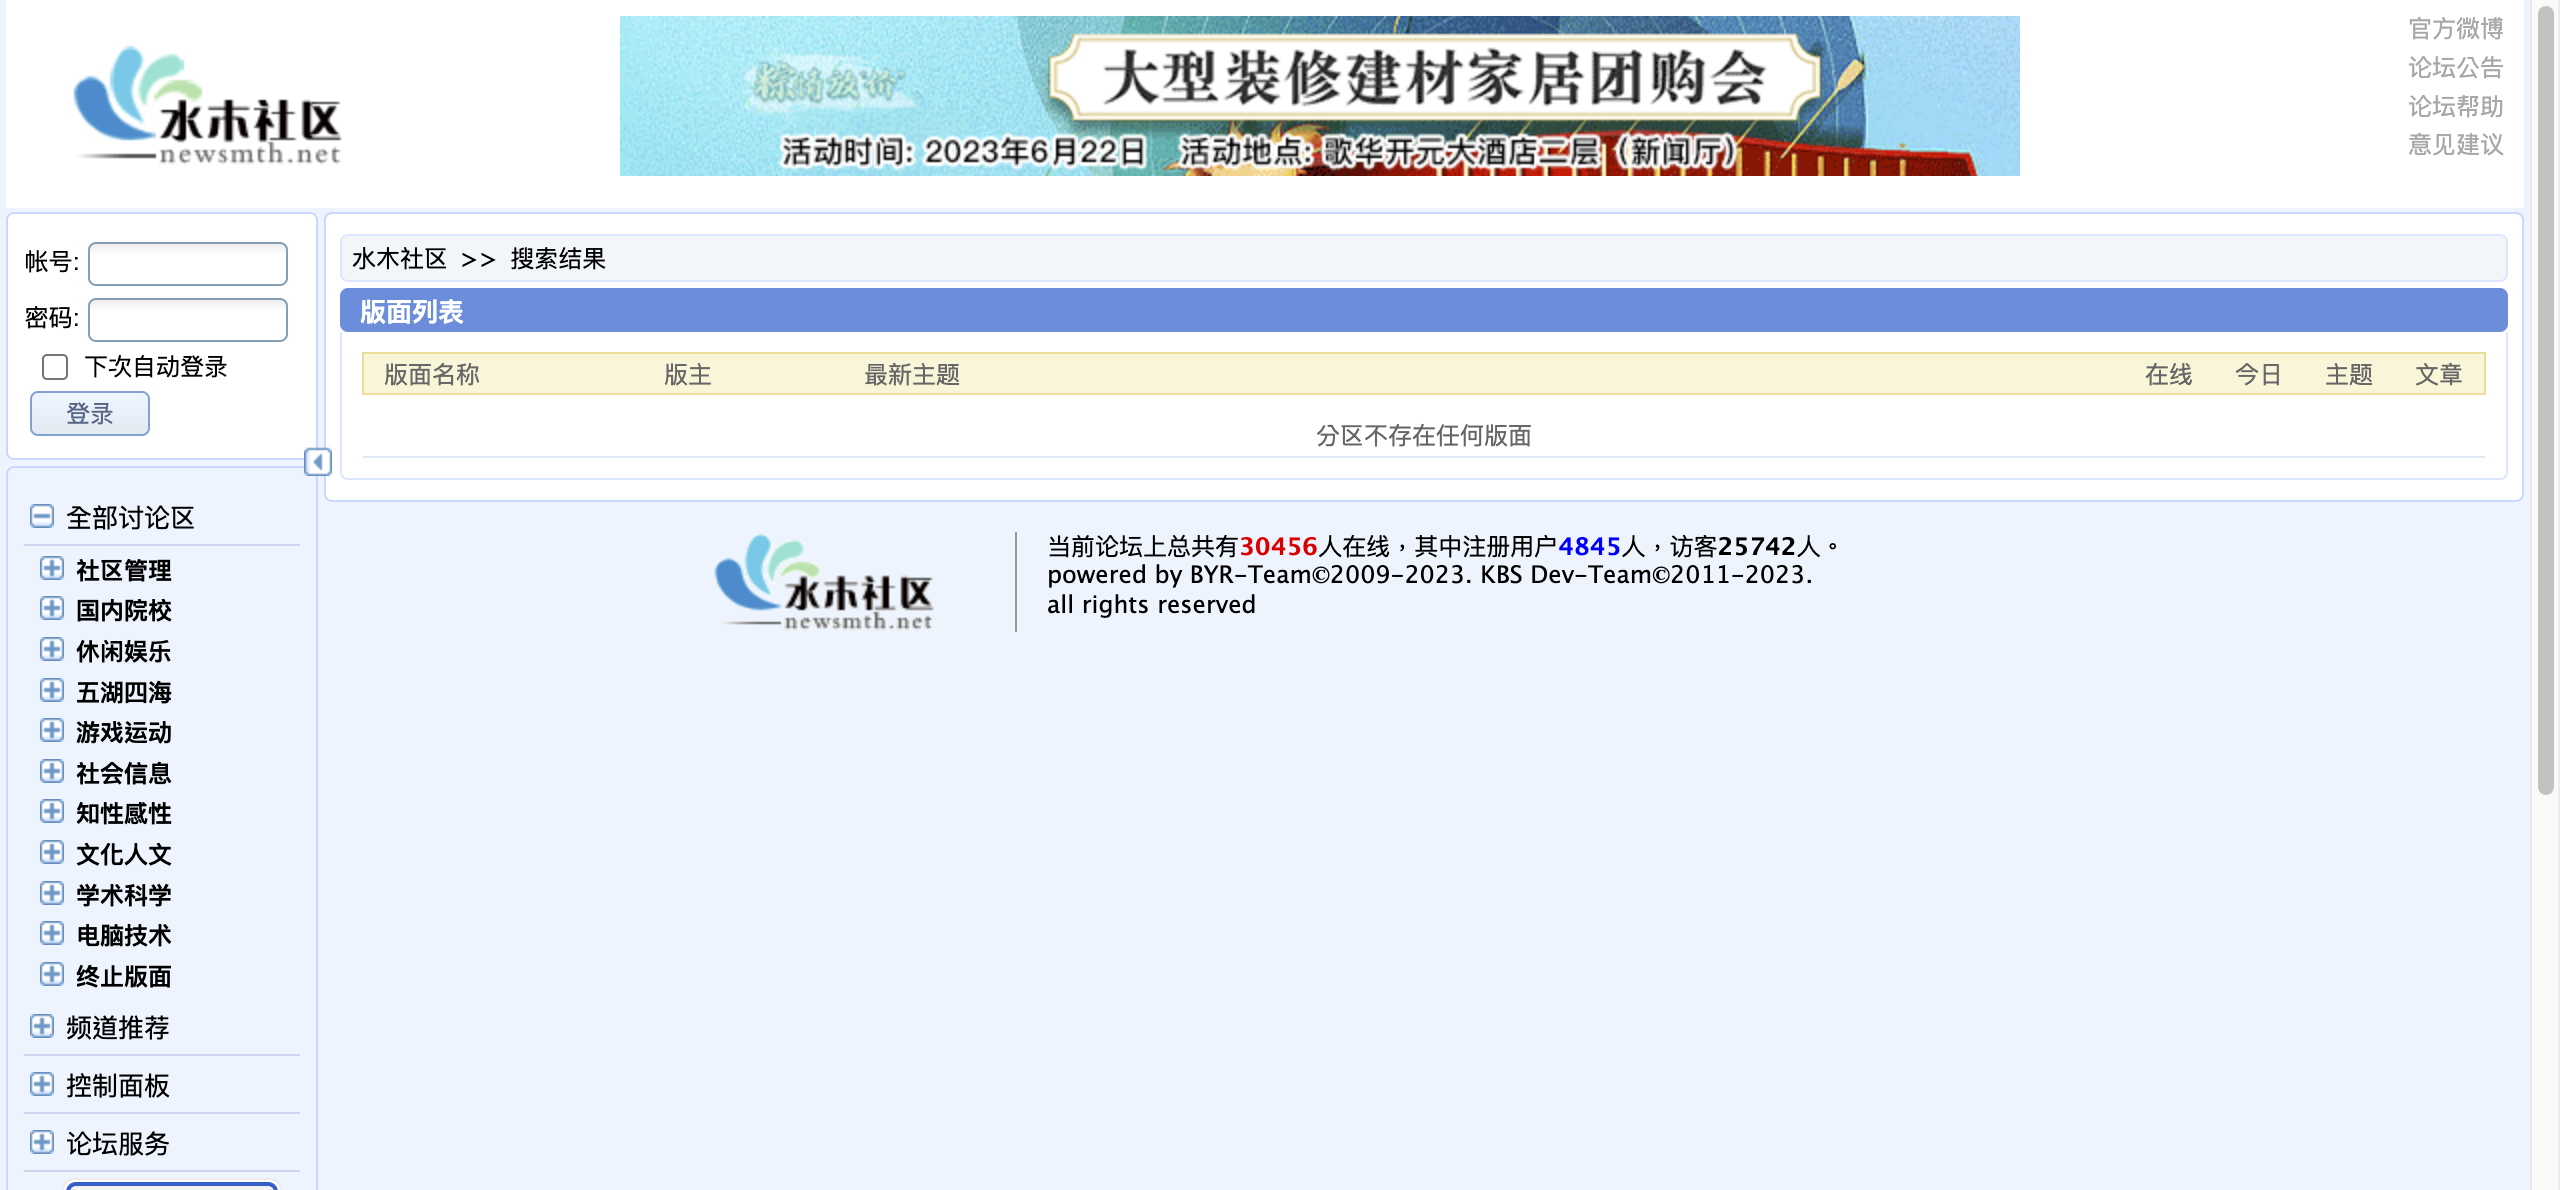 水木社区
newsmth.net
粽情放价
大型装修建材家居团购会
活动时间: 2023年6月22日 活动地点: 歌华开元大酒店二层（新闻厅）
官方微博
论坛公告
论坛帮助
意见建议
帐号:
密码:
下次自动登录
登录
全部讨论区
社区管理
国内院校
休闲娱乐
五湖四海
游戏运动
社会信息
知性感性
文化人文
学术科学
电脑技术
终止版面
频道推荐
控制面板
论坛服务
水木社区 >> 搜索结果
版面列表
版面名称 版主 最新主题 在线 今日 主题 文章
分区不存在任何版面
水木社区
newsmth.net
当前论坛上总共有30456人在线，其中注册用户4845人，访客25742人。
powered by BYR-Team©2009-2023. KBS Dev-Team©2011-2023.
all rights reserved